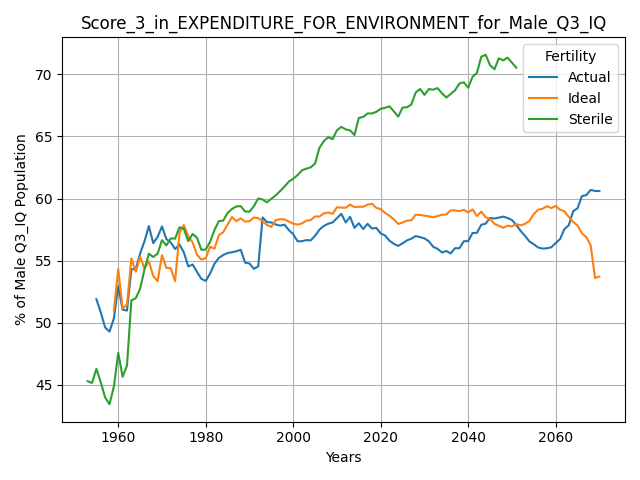 Score_3_in_EXPENDITURE_FOR_ENVIRONMENT_for_Male_Q3_IQ
Fertility
Actual
Ideal
Sterile
% of Male Q3_IQ Population
70
65
60
55
50
45
1960
1980
2000
2020
2040
2060
Years